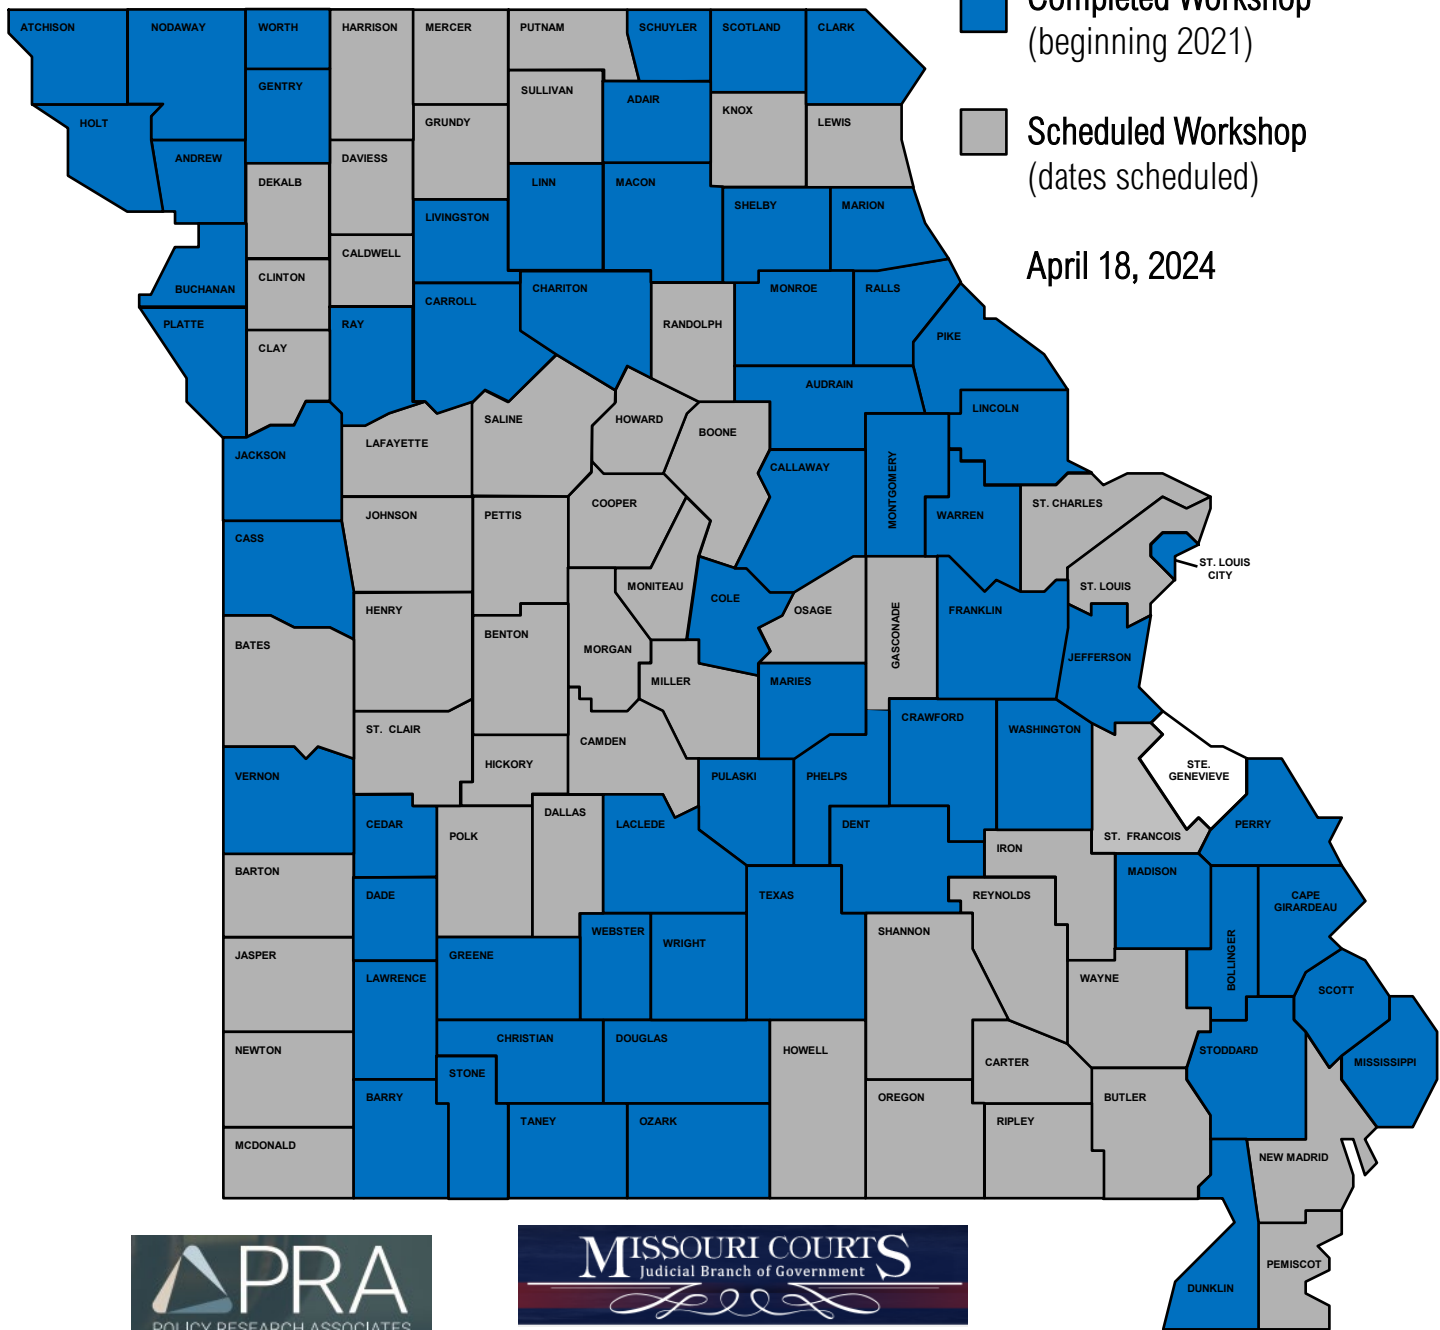 Completed Workshop
(beginning 2021)
Scheduled Workshop
(dates scheduled)
April 18, 2024
ATCHISON
NODAWAY
WORTH
HARRISON
MERCER
PUTNAM
SCHUYLER
SCOTLAND
CLARK
GENTRY
SULLIVAN
ADAIR
KNOX
LEWIS
HOLT
GRUNDY
ANDREW
DAVIESS
DEKALB
LINN
MACON
SHELBY
MARION
LIVINGSTON
CALDWELL
CLINTON
BUCHANAN
CARROLL
CHARITON
MONROE
RALLS
PLATTE
RAY
RANDOLPH
PIKE
CLAY
AUDRAIN
LINCOLN
SALINE
HOWARD
BOONE
LAFAYETTE
JACKSON
CALLAWAY
MONTGOMERY
COOPER
ST. CHARLES
JOHNSON
PETTIS
WARREN
CASS
ST. LOUIS
CITY
MONITEAU
ST. LOUIS
COLE
HENRY
OSAGE
GASCONADE
FRANKLIN
BENTON
BATES
MORGAN
JEFFERSON
MILLER
MARIES
CRAWFORD
ST. CLAIR
WASHINGTON
CAMDEN
HICKORY
STE.
GENEVIEVE
VERNON
PULASKI
PHELPS
DALLAS
CEDAR
LACLEDE
DENT
PERRY
POLK
ST. FRANCOIS
IRON
BARTON
MADISON
DADE
TEXAS
REYNOLDS
CAPE
GIRARDEAU
WEBSTER
SHANNON
WRIGHT
JASPER
GREENE
BOLLINGER
LAWRENCE
WAYNE
SCOTT
CHRISTIAN
DOUGLAS
NEWTON
HOWELL
STODDARD
CARTER
MISSISSIPPI
STONE
BARRY
OREGON
BUTLER
TANEY
OZARK
RIPLEY
MCDONALD
NEW MADRID
PEMISCOT
DUNKLIN
PRA
POLICY RESEARCH ASSOCIATES
MISSOURI COURTS
Judicial Branch of Government